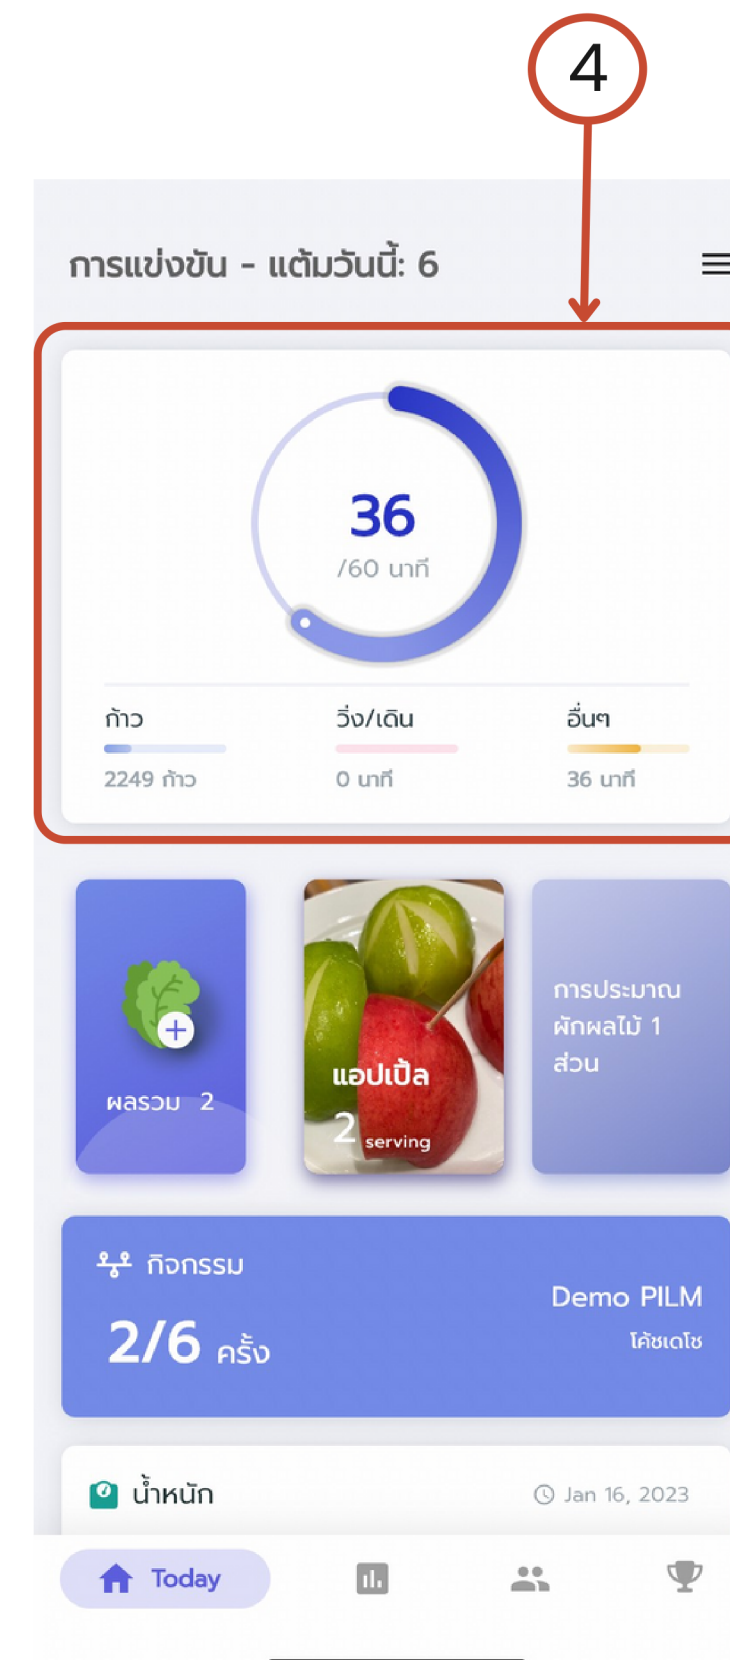 4
การแข่งขัน - แต้มวันนี้: 6
36
/60 นาที
ก้าว
2249 ก้าว
วิ่ง/เดิน
0 นาที
อื่นๆ
36 นาที
ผลรวม 2
แอปเปิ้ล
2 serving
การประมาณ
ผักผลไม้ 1
ส่วน
กิจกรรม
2/6 ครั้ง
Demo PILM
โค้ชเดโช
น้ำหนัก
Jan 16, 2023
Today